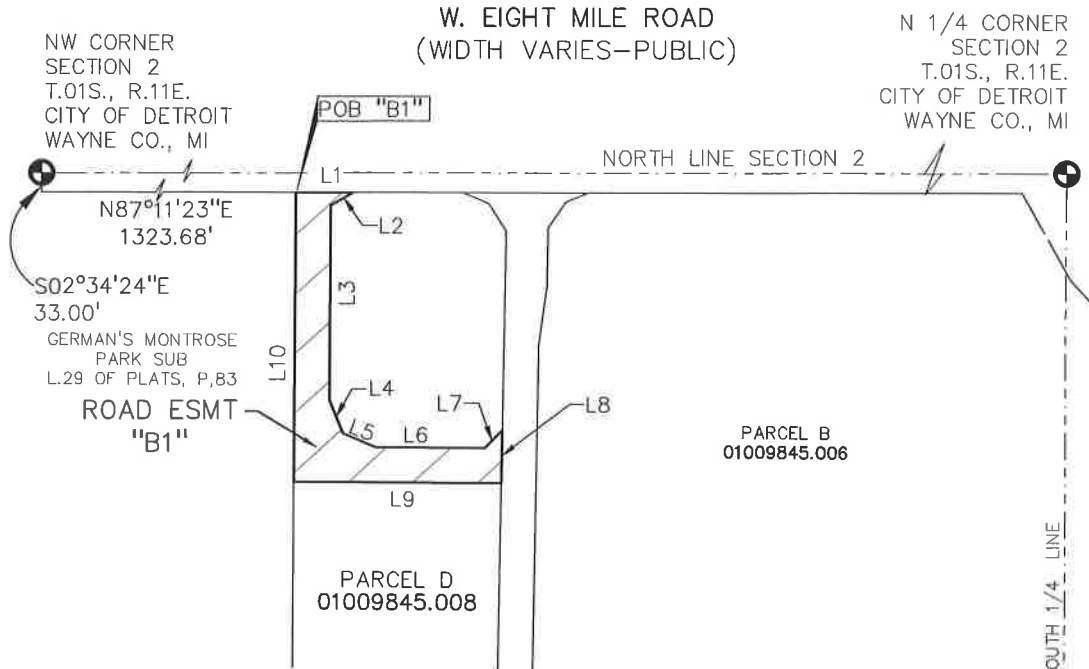 W. EIGHT MILE ROAD
(WIDTH VARIES-PUBLIC)
NW CORNER
SECTION 2
T.01S., R.11E.
CITY OF DETROIT
WAYNE CO., MI
N 1/4 CORNER
SECTION 2
T.01S., R.11E.
CITY OF DETROIT
WAYNE CO., MI
POB "B1"
L1
NORTH LINE SECTION 2
N87°11'23"E
1323.68'
L2
S02°34'24"E
33.00'
L3
GERMAN'S MONTROSE
PARK SUB
L.29 OF PLATS, P,83
L10
ROAD ESMT
"B1"
L4
L5
L6
L7
L8
L9
PARCEL B
01009845.006
PARCEL D
01009845.008
1/4 LINE